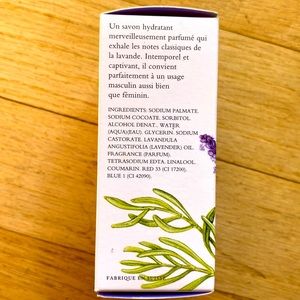 Un savon hydratant
merveilleusement parfumé qui
exhale les notes classiques de
la lavande. Intemporel et
captivant, il convient
parfaitement à un usage
masculin aussi bien
que féminin.
INGREDIENTS: SODIUM PALMATE,
SODIUM COCOATE, SORBITOL,
ALCOHOL DENAT., WATER
(AQUA)(EAU), GLYCERIN, SODIUM
CASTORATE, LAVANDULA
ANGUSTIFOLIA (LAVENDER) OIL,
FRAGRANCE (PARFUM),
TETRASODIUM EDTA, LINALOOL,
COUMARIN, RED 33 (CI 17200),
BLUE 1 (CI 42090).
FABRIQUE EN SUISSE